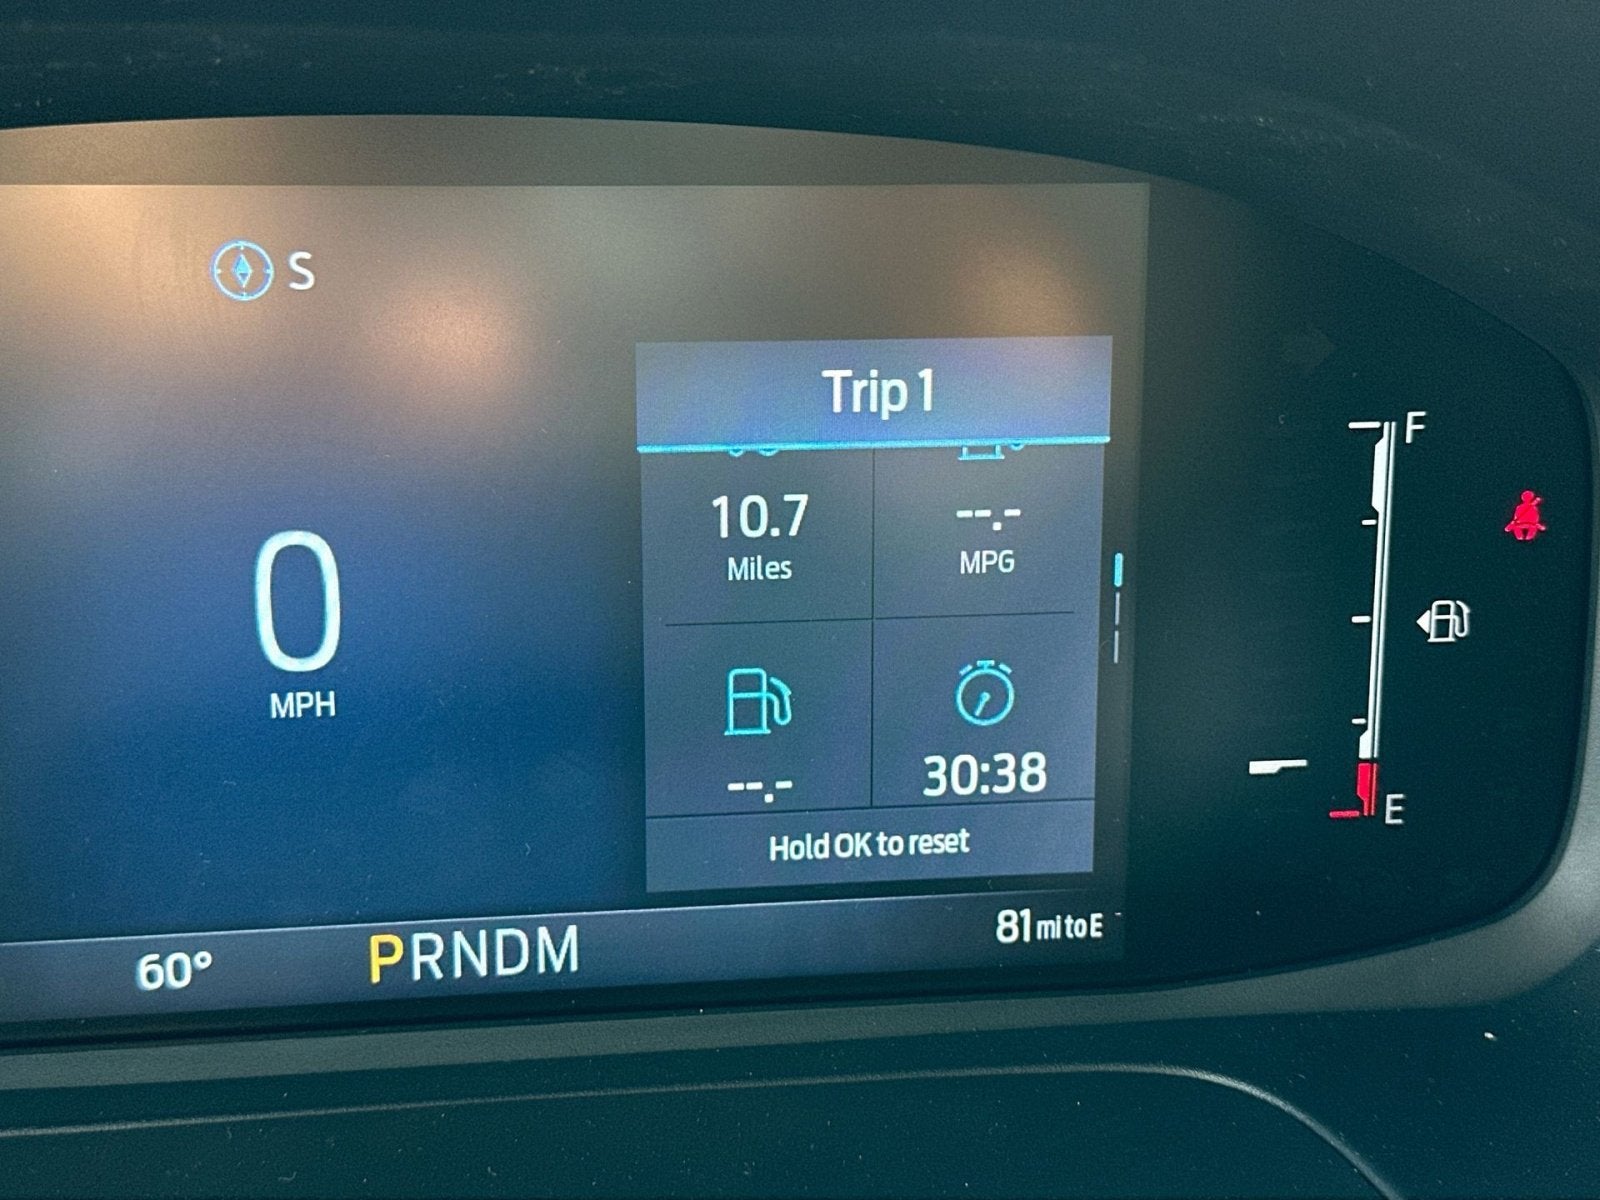 S
Trip 1
10.7
Miles
--.-
MPG
0
MPH
--.-
30:38
Hold OK to reset
60°
PRNDM
81 mi to E
F
E